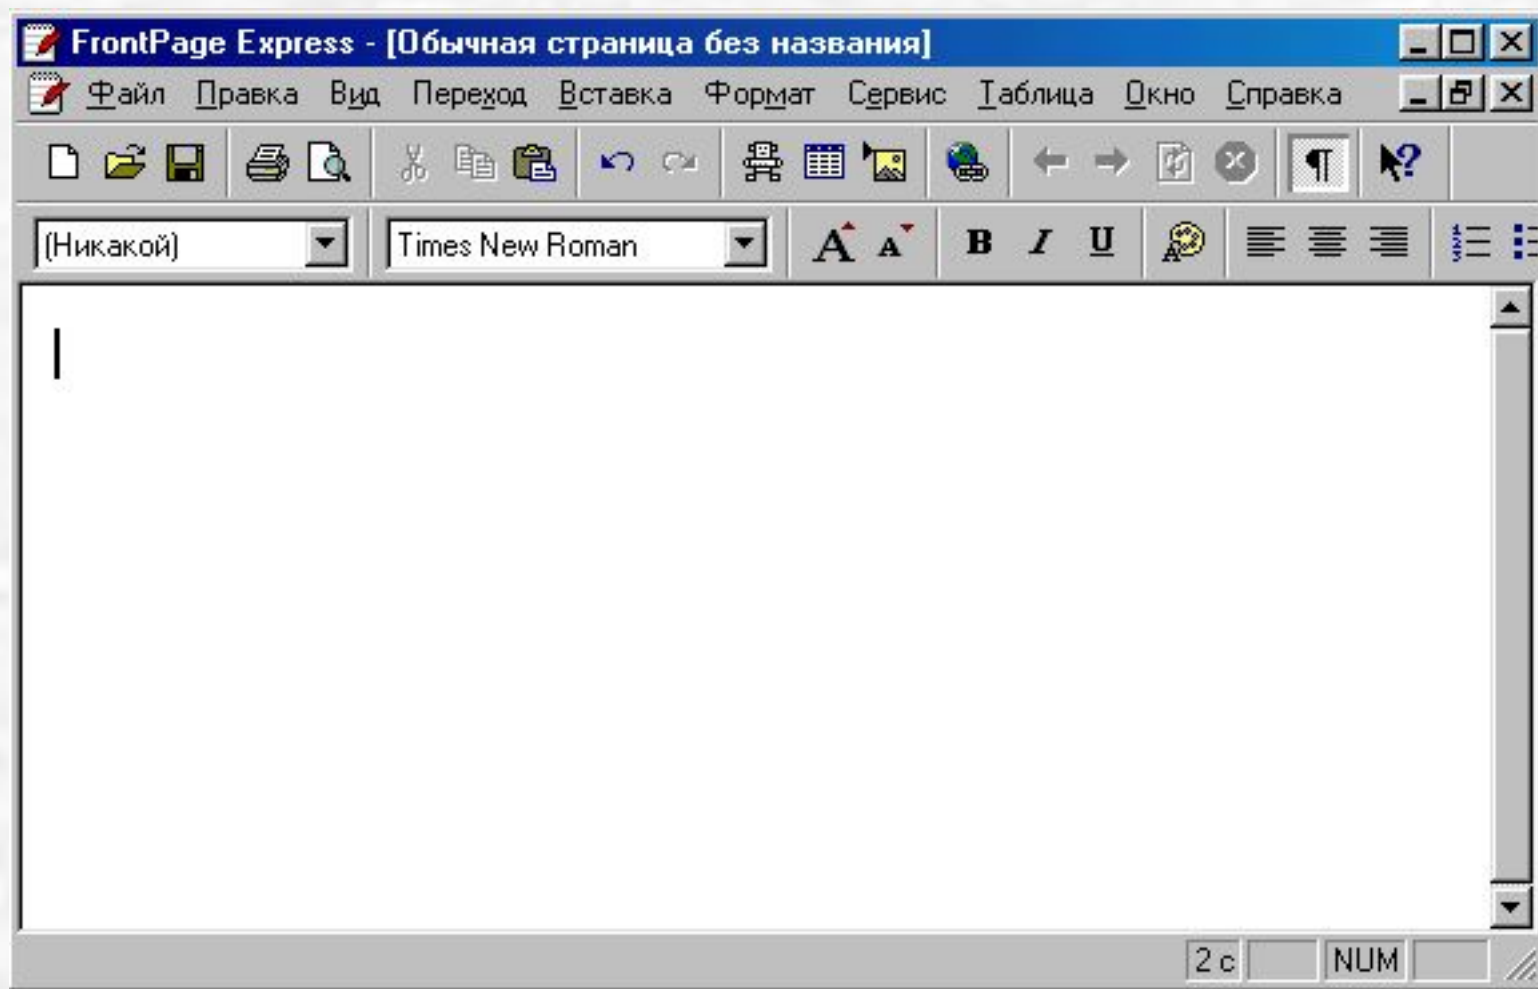 FrontPage Express - [Обычная страница без названия]
Файл Правка Вид Переход Вставка Формат Сервис Таблица Окно Справка
(Никакой) Times New Roman A A B I U
2 с NUM